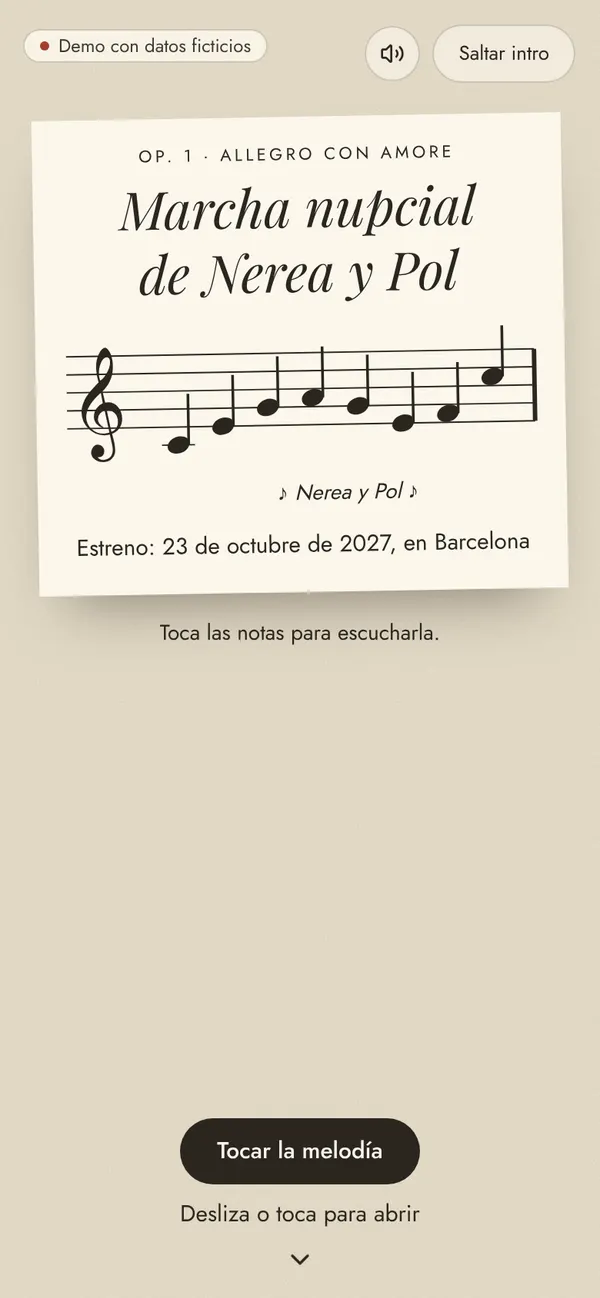 Demo con datos ficticios
Saltar intro
OP. 1 · ALLEGRO CON AMORE
Marcha nupcial
de Nerea y Pol
♪ Nerea y Pol ♪
Estreno: 23 de octubre de 2027, en Barcelona
Toca las notas para escucharla.
Tocar la melodía
Desliza o toca para abrir